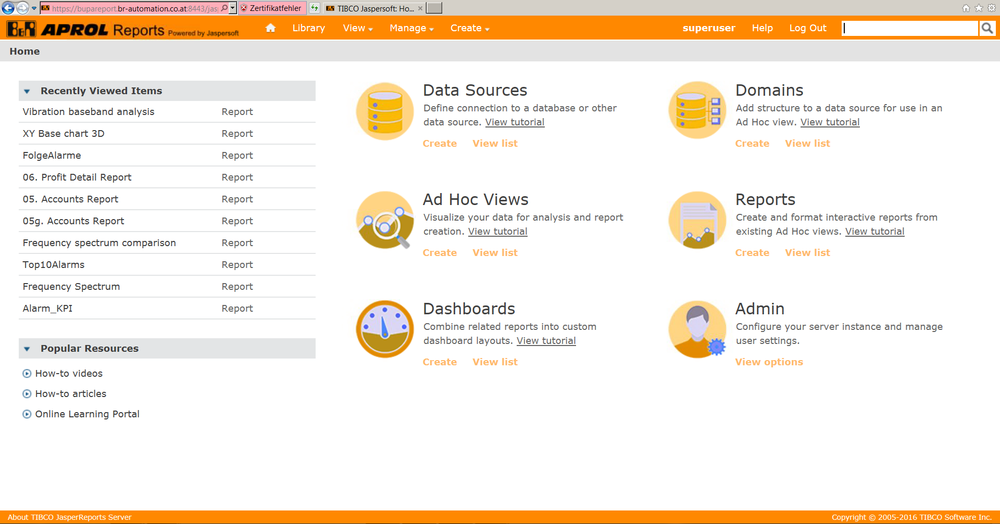 https://bupareport.br-automation.co.at:8443/jas
Zertifikatfehler
TIBCO Jaspersoft: Ho...
B&R APROL Reports Powered by Jaspersoft
Library View Manage Create
superuser Help Log Out
Home
Recently Viewed Items
Vibration baseband analysis Report
XY Base chart 3D Report
FolgeAlarme Report
06. Profit Detail Report Report
05. Accounts Report Report
05g. Accounts Report Report
Frequency spectrum comparison Report
Top10Alarms Report
Frequency Spectrum Report
Alarm_KPI Report
Popular Resources
How-to videos
How-to articles
Online Learning Portal
Data Sources
Define connection to a database or other
data source. View tutorial
Create View list
Domains
Add structure to a data source for use in an
Ad Hoc view. View tutorial
Create View list
Ad Hoc Views
Visualize your data for analysis and report
creation. View tutorial
Create View list
Reports
Create and format interactive reports from
existing Ad Hoc views. View tutorial
Create View list
Dashboards
Combine related reports into custom
dashboard layouts. View tutorial
Create View list
Admin
Configure your server instance and manage
user settings.
View options
About TIBCO JasperReports Server
Copyright © 2005-2016 TIBCO Software Inc.